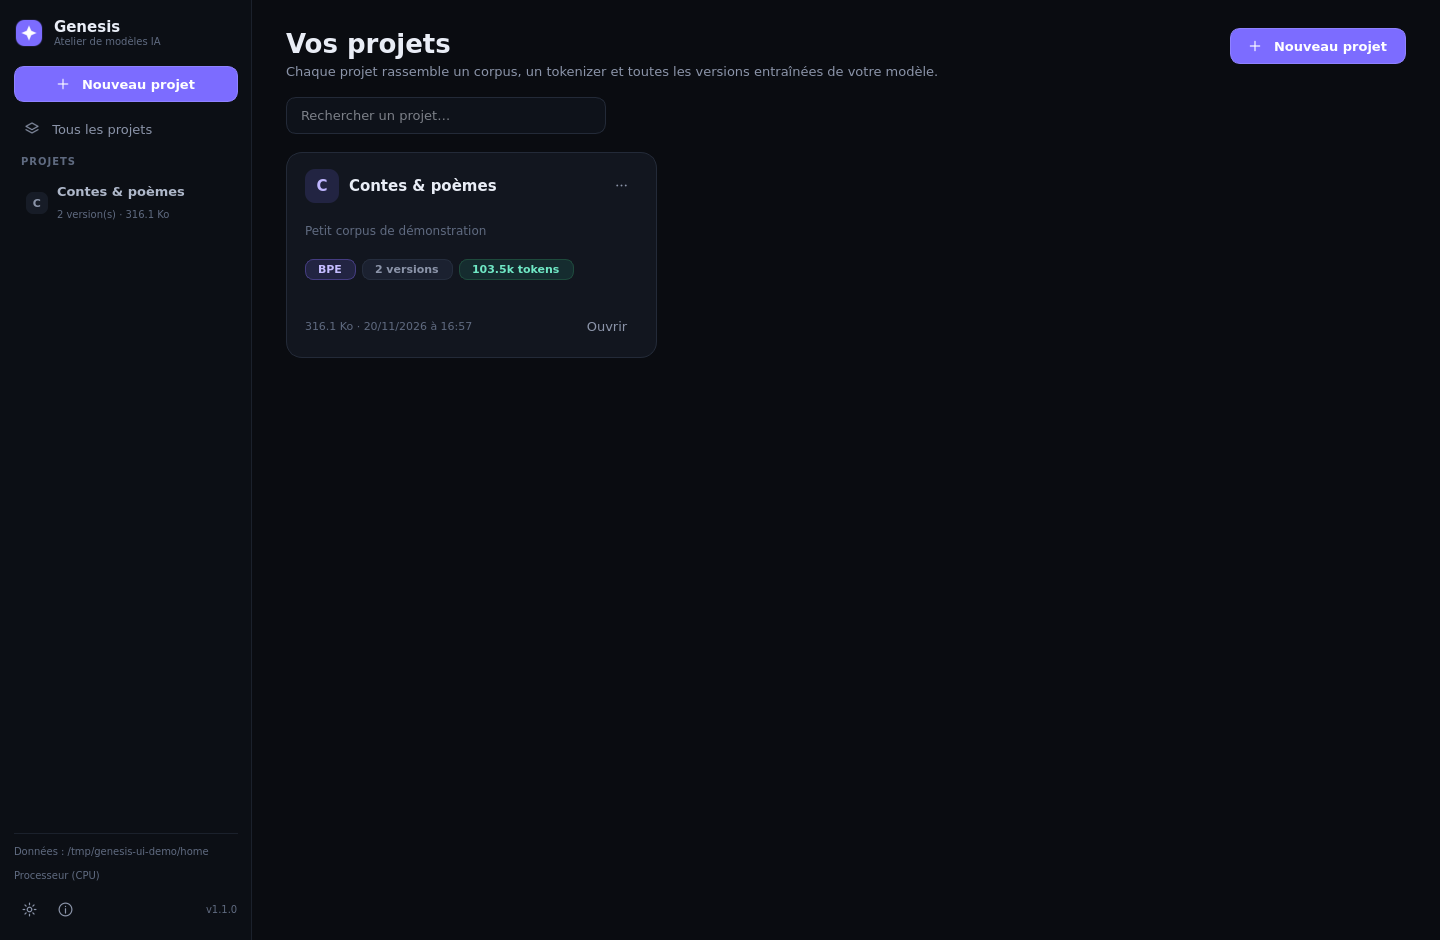 Genesis
Atelier de modèles IA
Nouveau projet
Tous les projets
PROJETS
C
Contes & poèmes
2 version(s) · 316.1 Ko
Données : /tmp/genesis-ui-demo/home
Processeur (CPU)
v1.1.0
Vos projets
Chaque projet rassemble un corpus, un tokenizer et toutes les versions entraînées de votre modèle.
Nouveau projet
Rechercher un projet…
C
Contes & poèmes
Petit corpus de démonstration
BPE 2 versions 103.5k tokens
316.1 Ko · 20/11/2026 à 16:57
Ouvrir